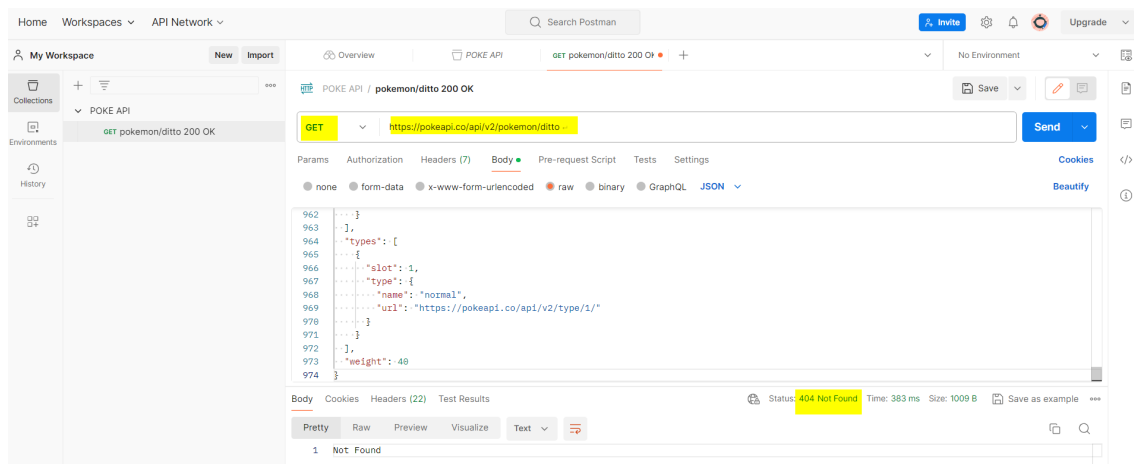 Home Workspaces API Network Search Postman Invite Upgrade
My Workspace New Import Overview POKE API GET pokemon/ditto 200 OK No Environment
Collections
Environments
History
POKE API
GET pokemon/ditto 200 OK
HTTP POKE API / pokemon/ditto 200 OK Save
GET https://pokeapi.co/api/v2/pokemon/ditto Send
Params Authorization Headers (7) Body Pre-request Script Tests Settings Cookies
none form-data x-www-form-urlencoded raw binary GraphQL JSON Beautify
962 }
963 ],
964 "types": [
965 {
966 "slot": 1,
967 "type": {
968 "name": "normal",
969 "url": "https://pokeapi.co/api/v2/type/1/"
970 }
971 }
972 ],
973 "weight": 40
974 }
Body Cookies Headers (22) Test Results Status: 404 Not Found Time: 383 ms Size: 1009 B Save as example
Pretty Raw Preview Visualize Text
1 Not Found